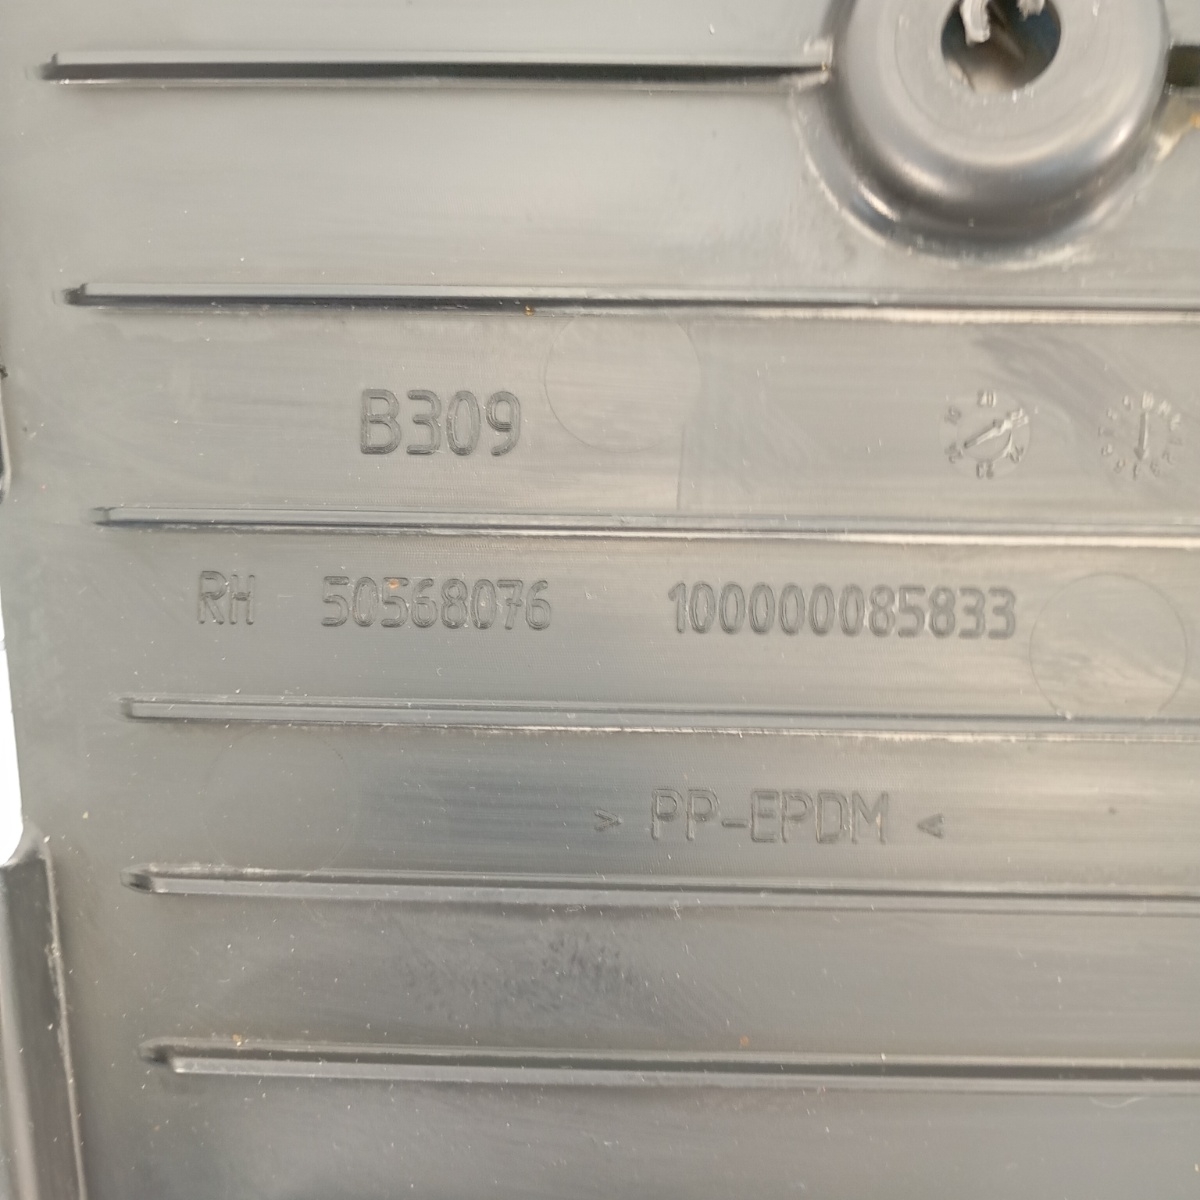 B309
RH 50568076 100000085833
> PP-EPDM <